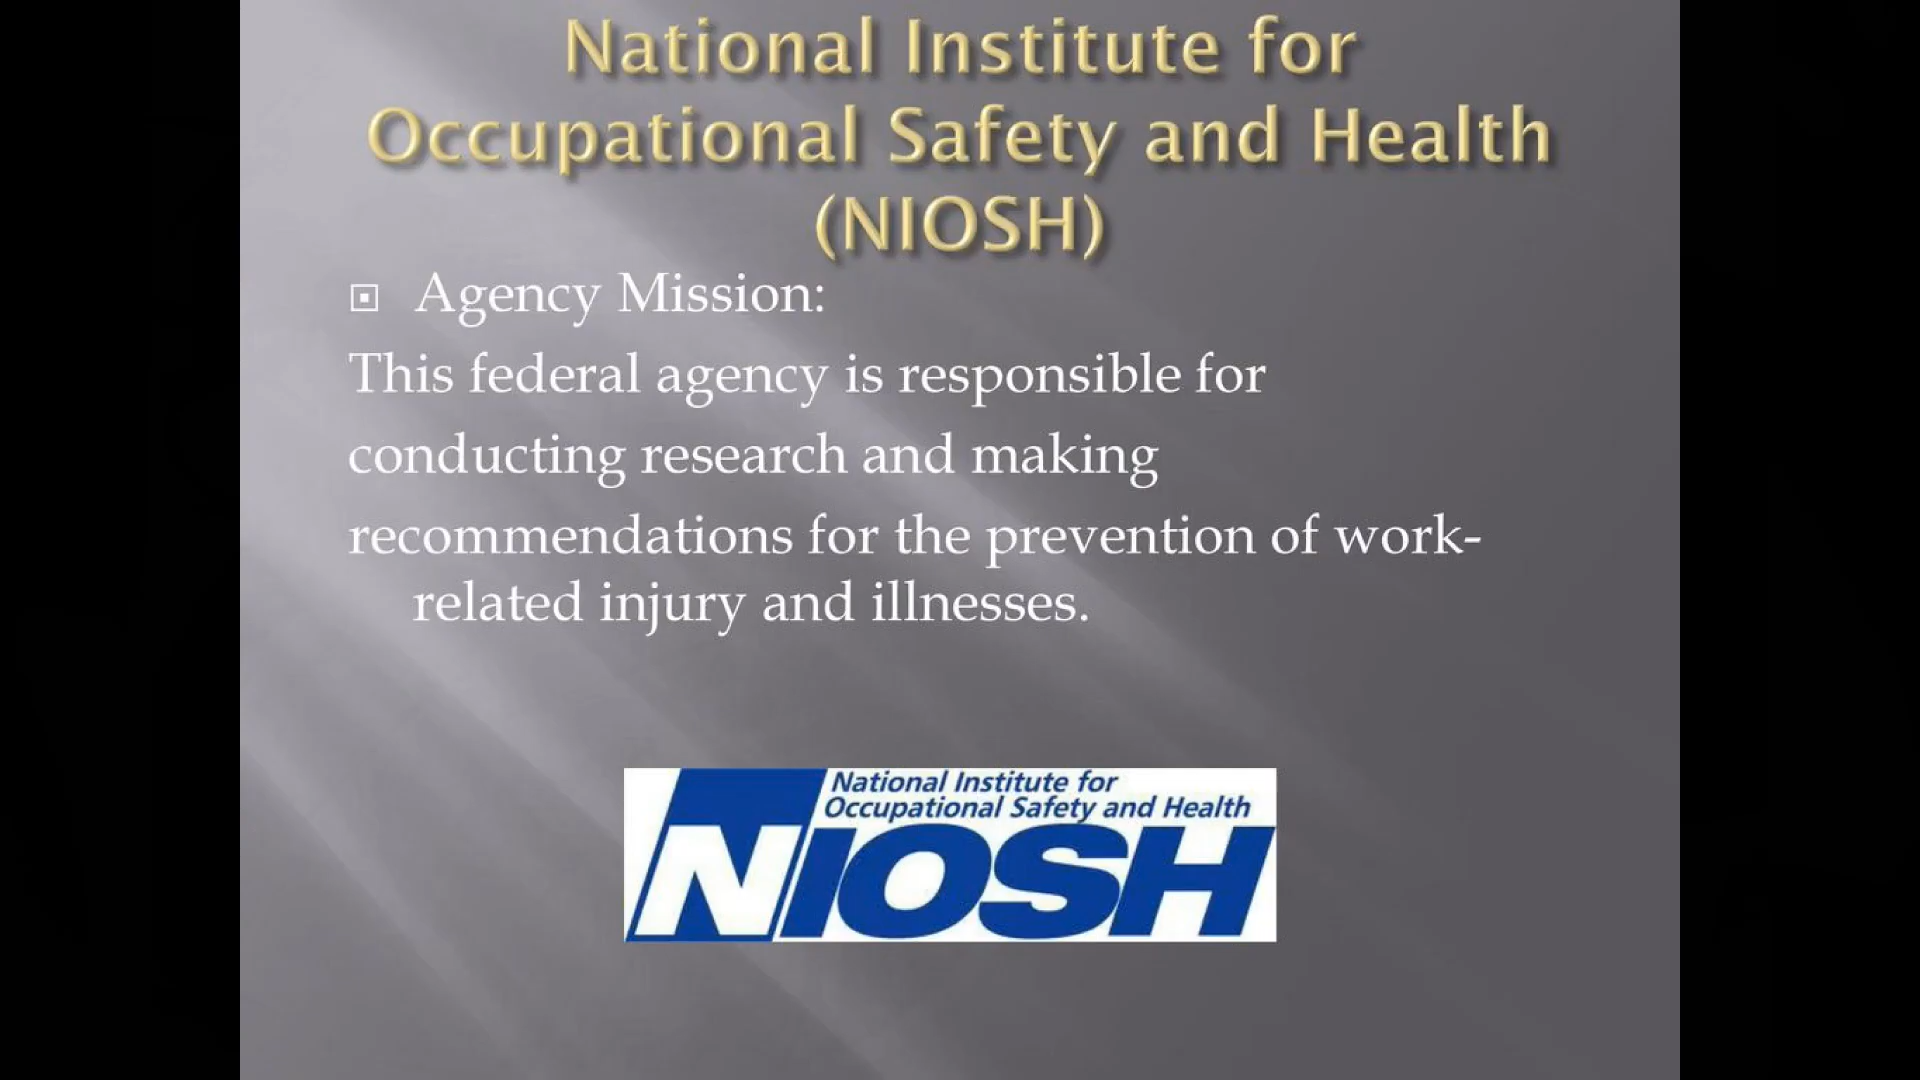 National Institute for
Occupational Safety and Health
(NIOSH)
Agency Mission:
This federal agency is responsible for
conducting research and making
recommendations for the prevention of work-
related injury and illnesses.
National Institute for
Occupational Safety and Health
NIOSH